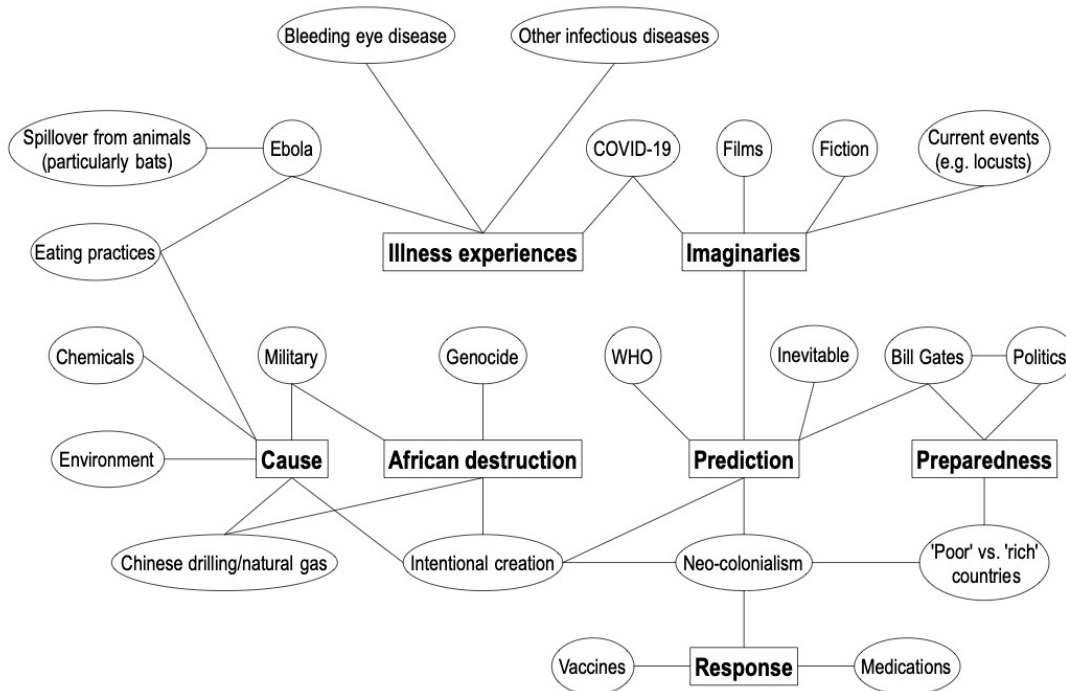 Bleeding eye disease
Other infectious diseases
Spillover from animals
(particularly bats)
Ebola
COVID-19
Films
Fiction
Current events
(e.g. locusts)
Eating practices
Illness experiences
Imaginaries
Chemicals
Military
Genocide
WHO
Inevitable
Bill Gates
Politics
Environment
Cause
African destruction
Prediction
Preparedness
Chinese drilling/natural gas
Intentional creation
Neo-colonialism
'Poor' vs. 'rich'
countries
Vaccines
Response
Medications